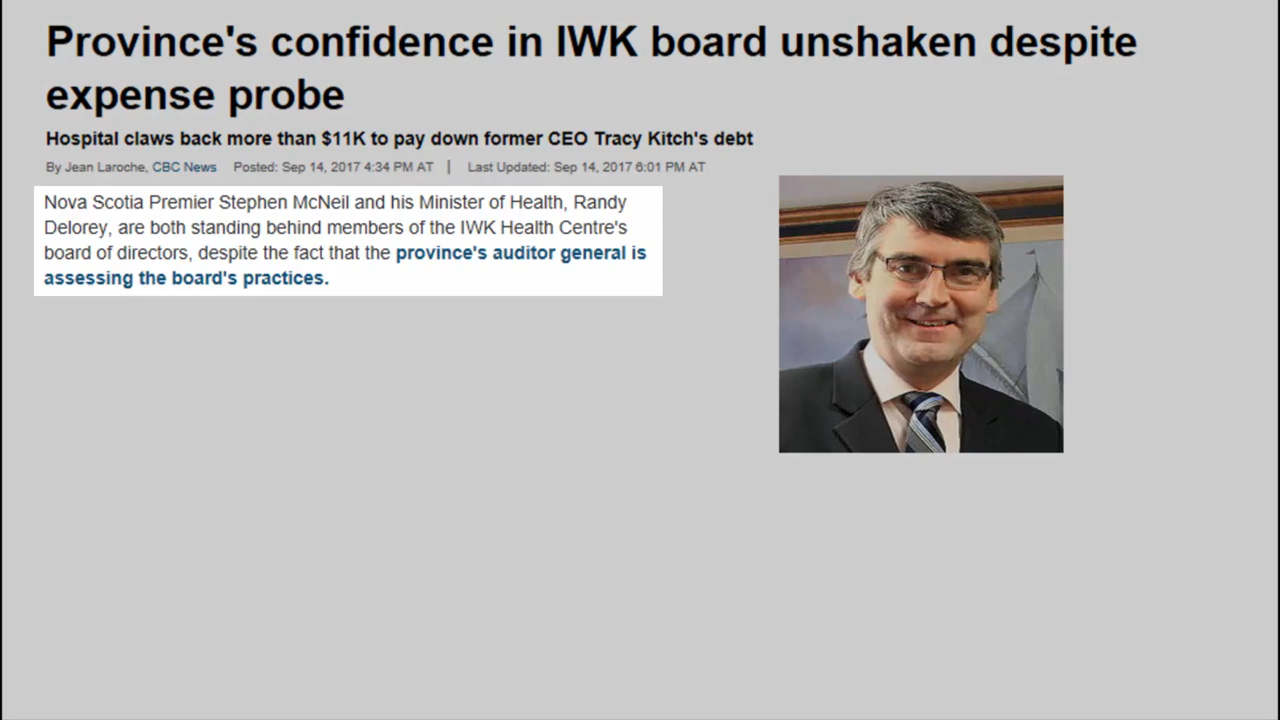 Province's confidence in IWK board unshaken despite
expense probe
Hospital claws back more than $11K to pay down former CEO Tracy Kitch's debt
By Jean Laroche, CBC News Posted: Sep 14, 2017 4:34 PM AT | Last Updated: Sep 14, 2017 6:01 PM AT
Nova Scotia Premier Stephen McNeil and his Minister of Health, Randy
Delorey, are both standing behind members of the IWK Health Centre's
board of directors, despite the fact that the province's auditor general is
assessing the board's practices.